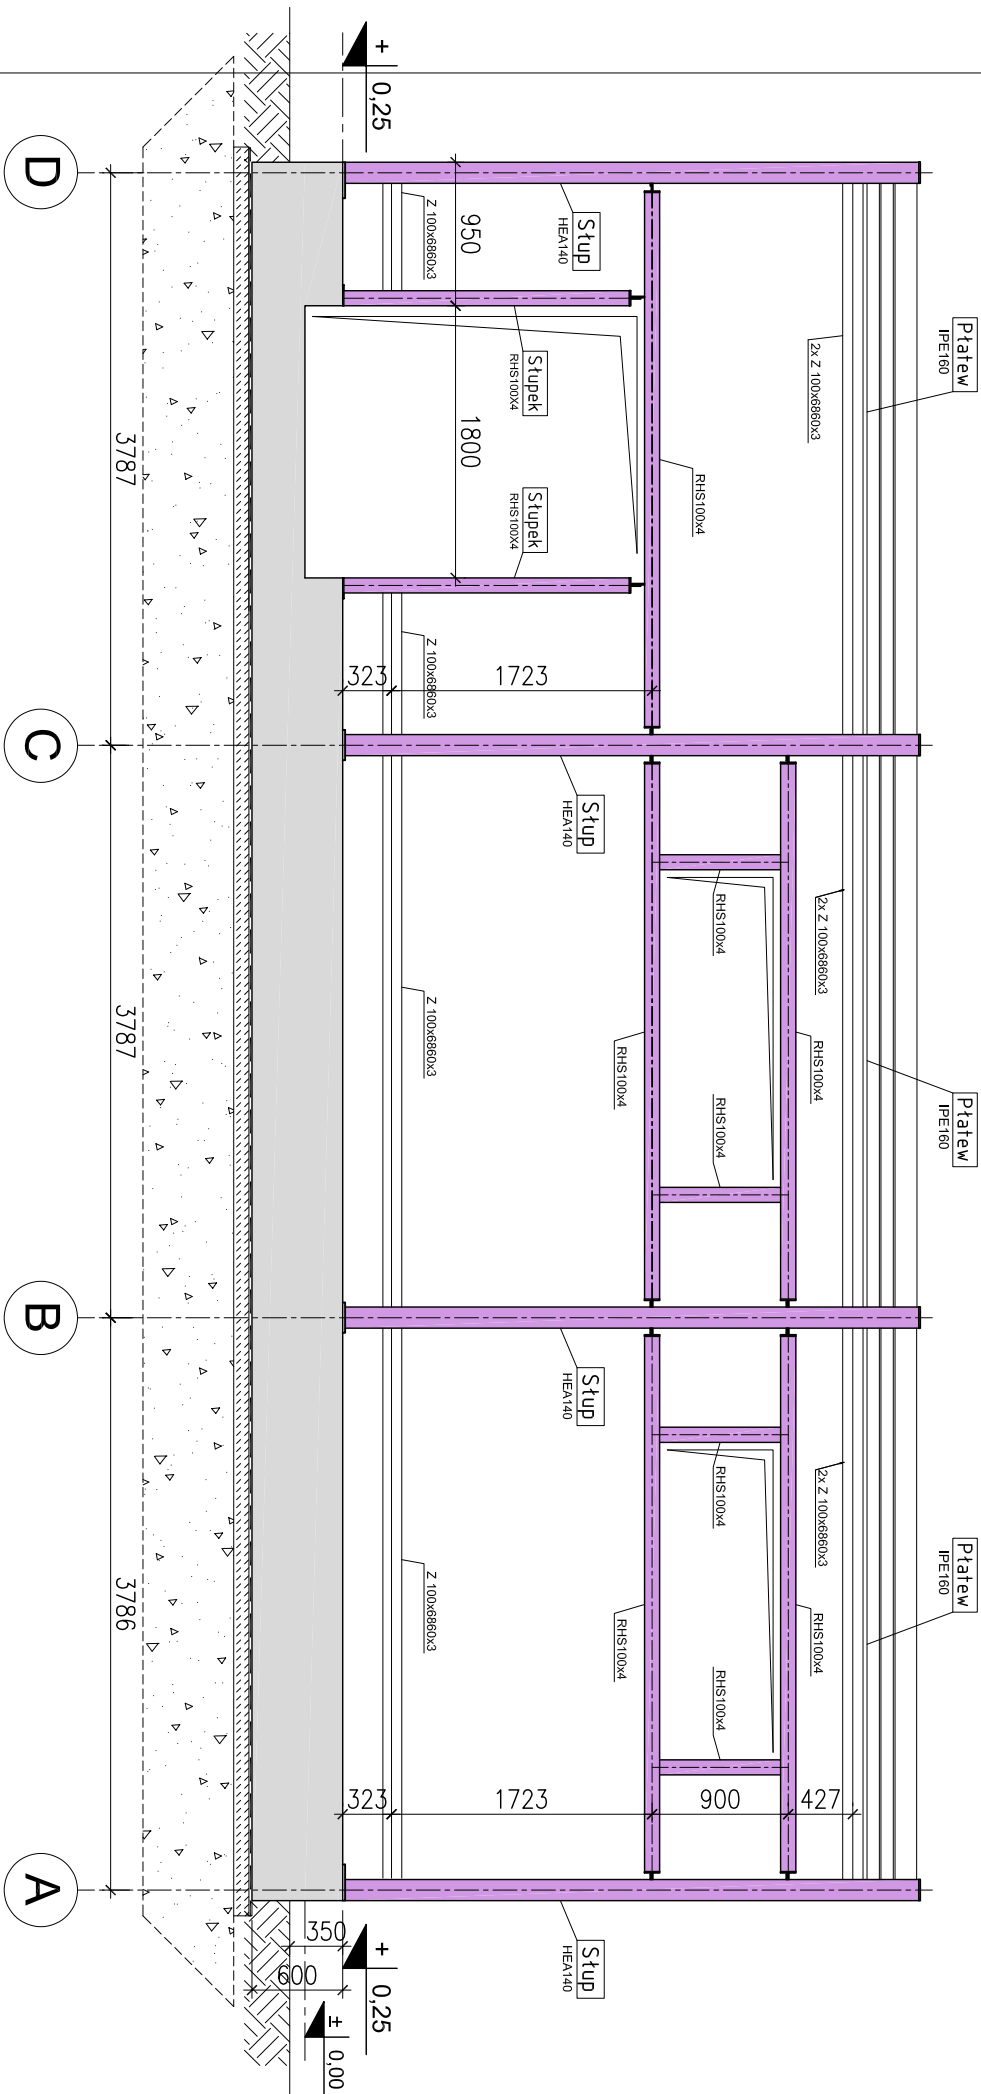 Płatew
IPE160
Płatew
IPE160
Płatew
IPE160
2x Z 100x6860x3
2x Z 100x6860x3
2x Z 100x6860x3
RHS100x4
RHS100x4
RHS100x4
RHS100x4
RHS100x4
RHS100x4
RHS100x4
RHS100x4
RHS100x4
Słup
HEA140
Słup
HEA140
Słup
HEA140
Słup
HEA140
Słupek
RHS100X4
Słupek
RHS100X4
950
1800
Z 100x6860x3
Z 100x6860x3
Z 100x6860x3
Z 100x6860x3
323
1723
323
1723
900
427
+
0,25
+
0,25
±
0,00
350
600
3787
3787
3786
D
C
B
A